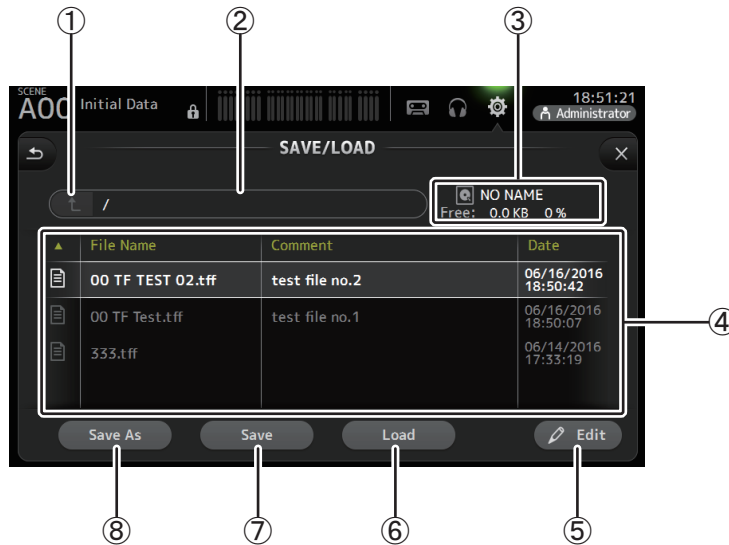 ① ② ③
SCENE
A00 Initial Data
18:51:21
Administrator
SAVE/LOAD
/
NO NAME
Free: 0.0 KB 0 %
▲ File Name Comment Date
00 TF TEST 02.tff test file no.2 06/16/2016 18:50:42
00 TF Test.tff test file no.1 06/16/2016 18:50:07
333.tff 06/14/2016 17:33:19
④
Save As Save Load Edit
⑧ ⑦ ⑥ ⑤